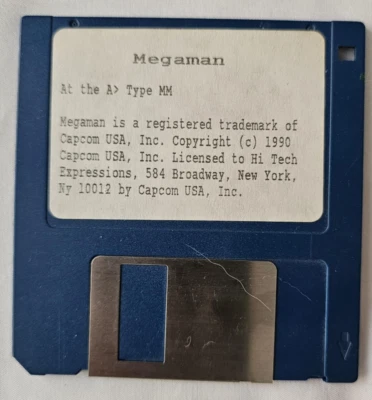 Megaman
At the A> Type MM
Megaman is a registered trademark of
Capcom USA, Inc. Copyright (c) 1990
Capcom USA, Inc. Licensed to Hi Tech
Expressions, 584 Broadway, New York,
Ny 10012 by Capcom USA, Inc.